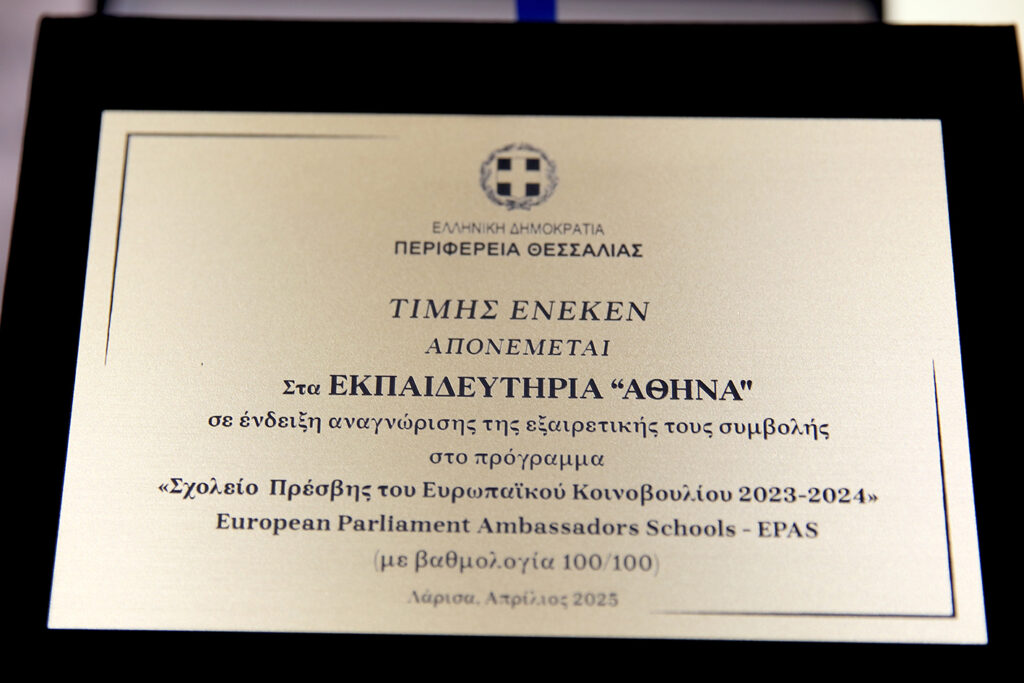 ΕΛΛΗΝΙΚΗ ΔΗΜΟΚΡΑΤΙΑ
ΠΕΡΙΦΕΡΕΙΑ ΘΕΣΣΑΛΙΑΣ
ΤΙΜΗΣ ΕΝΕΚΕΝ
ΑΠΟΝΕΜΕΤΑΙ
Στα ΕΚΠΑΙΔΕΥΤΗΡΙΑ “ΑΘΗΝΑ"
σε ένδειξη αναγνώρισης της εξαιρετικής τους συμβολής
στο πρόγραμμα
«Σχολείο Πρέσβης του Ευρωπαϊκού Κοινοβουλίου 2023-2024»
European Parliament Ambassadors Schools - EPAS
(με βαθμολογία 100/100)
Λάρισα, Απρίλιος 2025